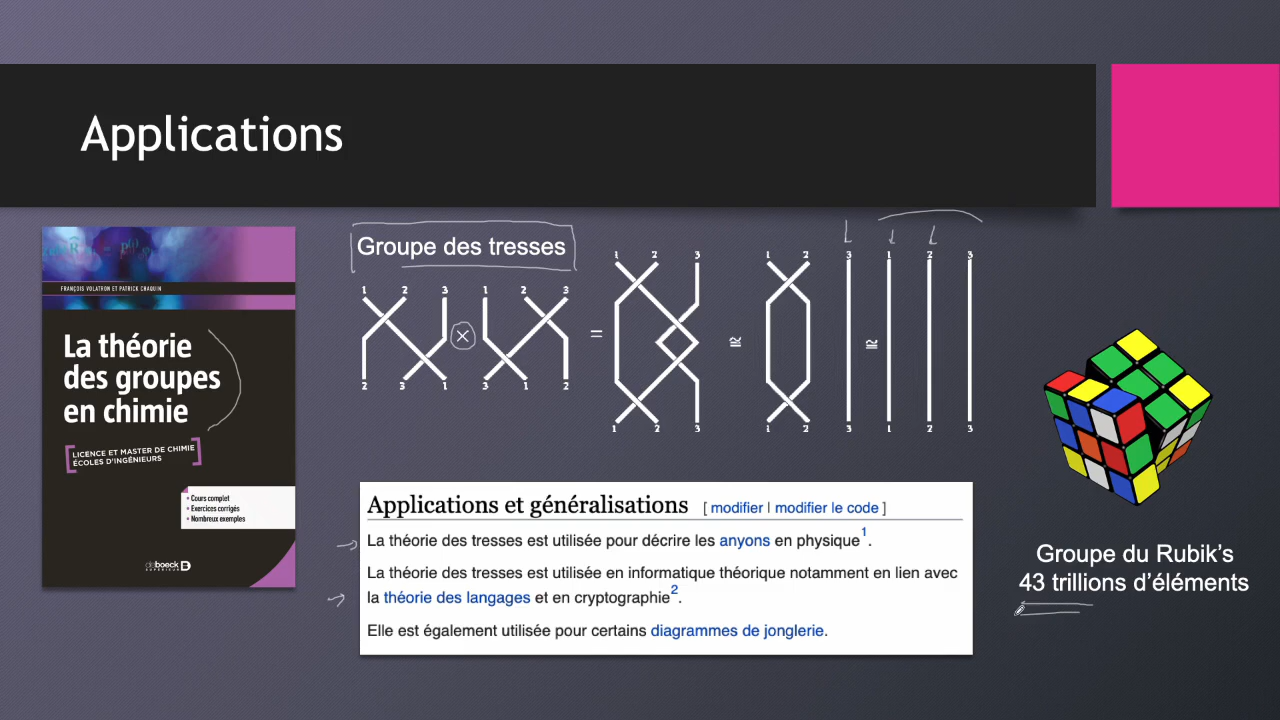 Applications
FRANÇOIS VOLATRON ET PATRICK CHAQUIN
La théorie
des groupes
en chimie
LICENCE ET MASTER DE CHIMIE
ÉCOLES D'INGÉNIEURS
• Cours complet
• Exercices corrigés
• Nombreux exemples
deboeck
SUPÉRIEUR
Groupe des tresses
1 2 3 1 2 3
2 3 1 3 1 2
×
=
1 2 3
1 2 3
≅
1 2 3
1 2 3
≅
1 2 3
1 2 3
Applications et généralisations [ modifier | modifier le code ]
La théorie des tresses est utilisée pour décrire les anyons en physique¹.
La théorie des tresses est utilisée en informatique théorique notamment en lien avec
la théorie des langages et en cryptographie².
Elle est également utilisée pour certains diagrammes de jonglerie.
Groupe du Rubik's
43 trillions d'éléments